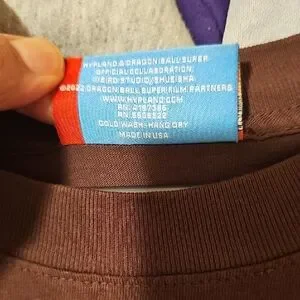 HYPLAND & DRAGON BALL SUPER
OFFICIAL COLLABORATION.
©BIRD STUDIO/SHUEISHA
©2022 DRAGON BALL SUPER FILM PARTNERS
WWW.HYPLAND.COM
COLD WASH-HANG DRY
MADE IN USA